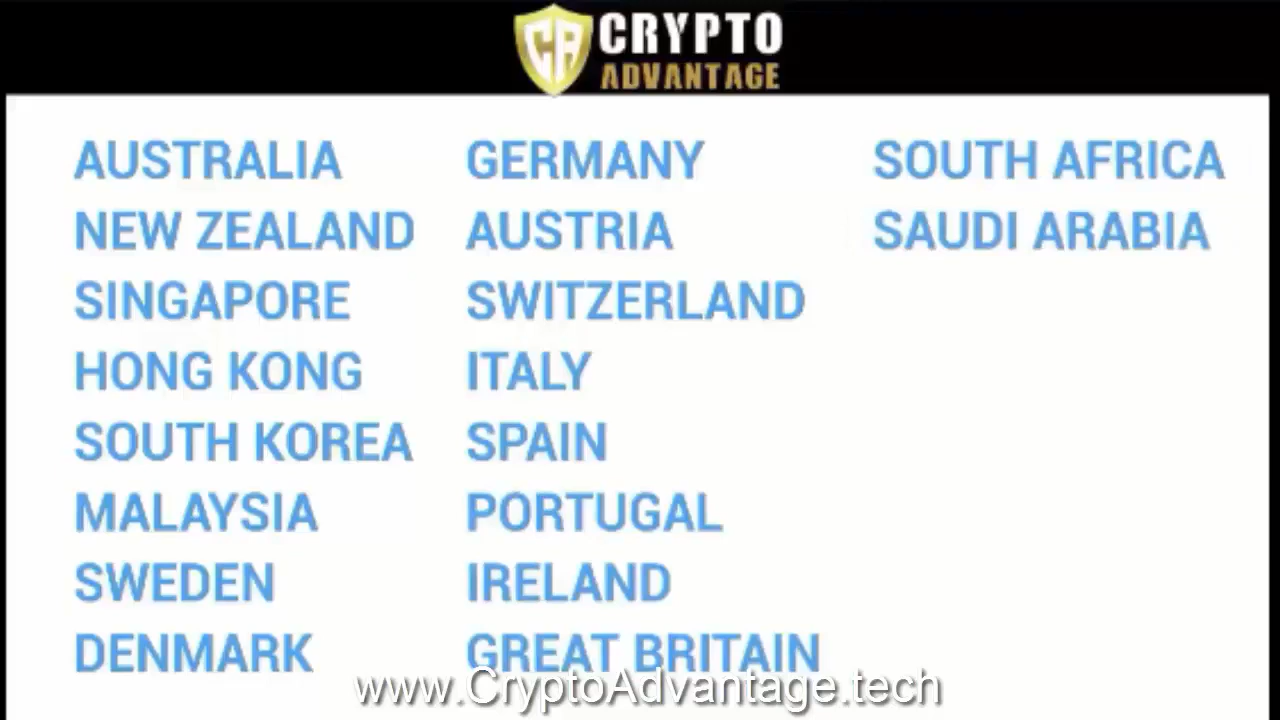 CA CRYPTO
ADVANTAGE
AUSTRALIA
NEW ZEALAND
SINGAPORE
HONG KONG
SOUTH KOREA
MALAYSIA
SWEDEN
DENMARK
GERMANY
AUSTRIA
SWITZERLAND
ITALY
SPAIN
PORTUGAL
IRELAND
GREAT BRITAIN
SOUTH AFRICA
SAUDI ARABIA
www.CryptoAdvantage.tech